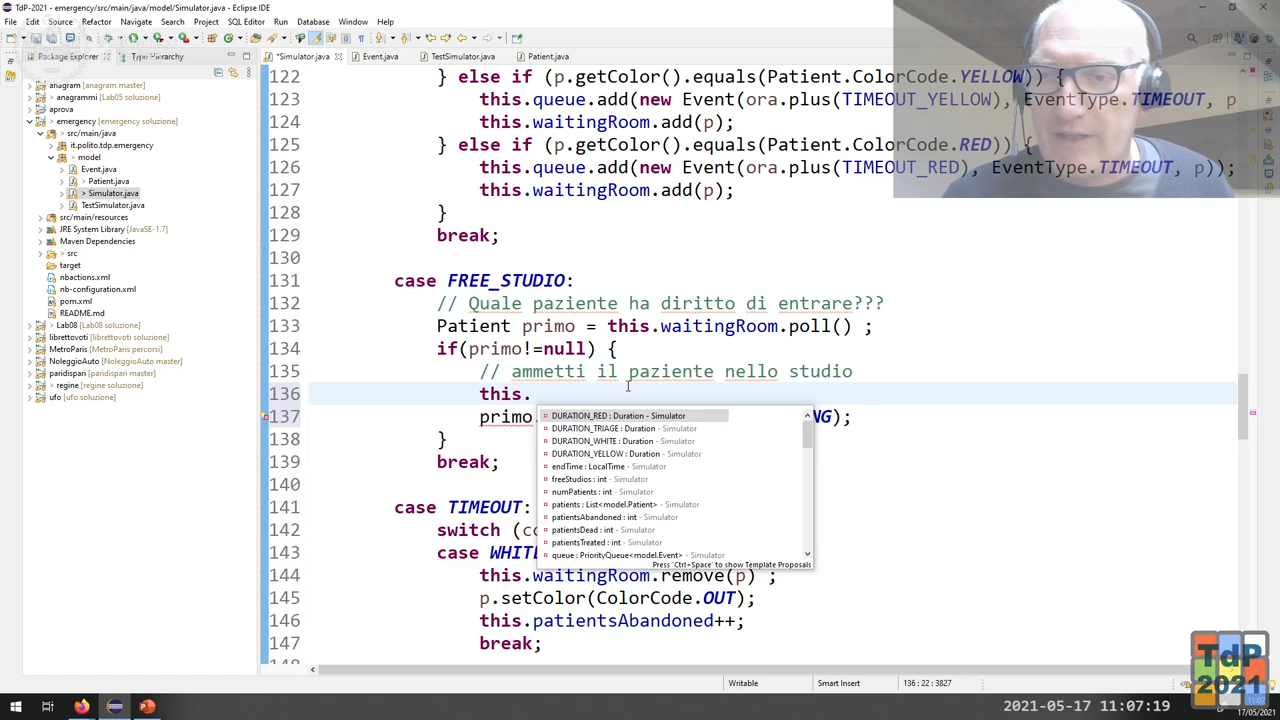 TdP-2021 - emergency/src/main/java/model/Simulator.java - Eclipse IDE
File Edit Source Refactor Navigate Search Project SQL Editor Run Database Window Help
Package Explorer Type Hierarchy
*Simulator.java Event.java TestSimulator.java Patient.java
anagram (anagram master)
> anagrammi (Lab05 soluzione)
aprova
emergency (emergency soluzione)
src/main/java
it.polito.tdp.emergency
> model
Event.java
> Patient.java
> Simulator.java
TestSimulator.java
src/main/resources
JRE System Library [JavaSE-1.7]
Maven Dependencies
> src
target
nbactions.xml
nb-configuration.xml
pom.xml
README.md
> Lab08 (Lab08 soluzione)
librettovoti (librettovoti soluzione)
> MetroParis (MetroParis percorsi)
> NoleggioAuto (NoleggioAuto master)
> paridispari (paridispari master)
> regine (regine soluzione)
ufo (ufo soluzione)
122 } else if (p.getColor().equals(Patient.ColorCode.YELLOW)) {
123 this.queue.add(new Event(ora.plus(TIMEOUT_YELLOW), EventType.TIMEOUT, p
124 this.waitingRoom.add(p);
125 } else if (p.getColor().equals(Patient.ColorCode.RED)) {
126 this.queue.add(new Event(ora.plus(TIMEOUT_RED), EventType.TIMEOUT, p));
127 this.waitingRoom.add(p);
128 }
129 break;
130
131 case FREE_STUDIO:
132 // Quale paziente ha diritto di entrare???
133 Patient primo = this.waitingRoom.poll() ;
134 if(primo!=null) {
135 // ammetti il paziente nello studio
136 this.
137 primo. NG);
138 }
139 break;
140
141 case TIMEOUT:
142 switch (co
143 case WHITE
144 this.waitingRoom.remove(p) ;
145 p.setColor(ColorCode.OUT);
146 this.patientsAbandoned++;
147 break;
DURATION_RED : Duration - Simulator
DURATION_TRIAGE : Duration - Simulator
DURATION_WHITE : Duration - Simulator
DURATION_YELLOW : Duration - Simulator
endTime : LocalTime - Simulator
freeStudios : int - Simulator
numPatients : int - Simulator
patients : List<model.Patient> - Simulator
patientsAbandoned : int - Simulator
patientsDead : int - Simulator
patientsTreated : int - Simulator
queue : PriorityQueue<model.Event> - Simulator
Press 'Ctrl+Space' to show Template Proposals
Writable Smart Insert 136 : 22 : 3827
TdP
2021
2021-05-17 11:07:19
11:07
17/05/2021